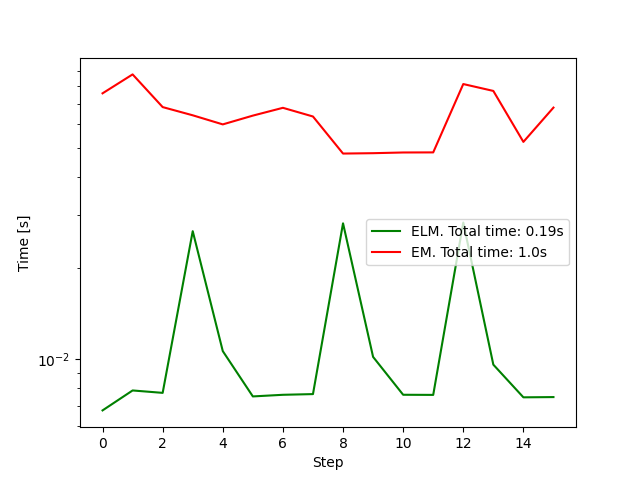 Time [s]
10⁻²
ELM. Total time: 0.19s
EM. Total time: 1.0s
0 2 4 6 8 10 12 14
Step